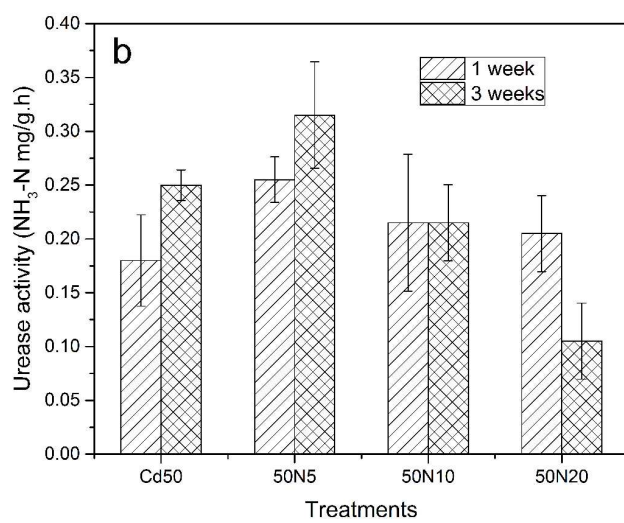 b
1 week
3 weeks
0.40
0.35
0.30
0.25
0.20
0.15
0.10
0.05
0.00
Urease activity (NH₃-N mg/g.h)
Cd50 50N5 50N10 50N20
Treatments